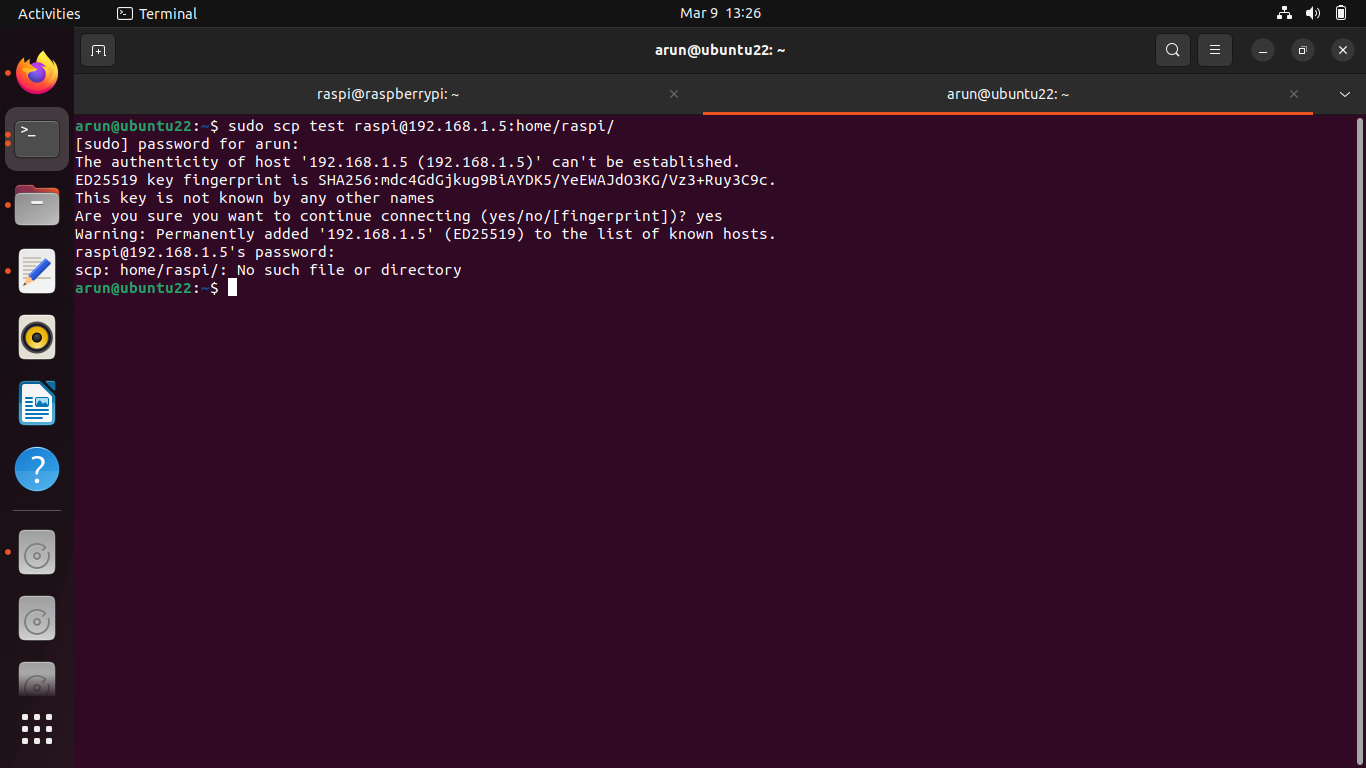 Activities
Terminal
Mar 9 13:26
arun@ubuntu22: ~
raspi@raspberrypi: ~
arun@ubuntu22: ~
arun@ubuntu22:~$ sudo scp test raspi@192.168.1.5:home/raspi/
[sudo] password for arun:
The authenticity of host '192.168.1.5 (192.168.1.5)' can't be established.
ED25519 key fingerprint is SHA256:mdc4GdGjkug9BiAYDK5/YeEWAJdO3KG/Vz3+Ruy3C9c.
This key is not known by any other names
Are you sure you want to continue connecting (yes/no/[fingerprint])? yes
Warning: Permanently added '192.168.1.5' (ED25519) to the list of known hosts.
raspi@192.168.1.5's password:
scp: home/raspi/: No such file or directory
arun@ubuntu22:~$